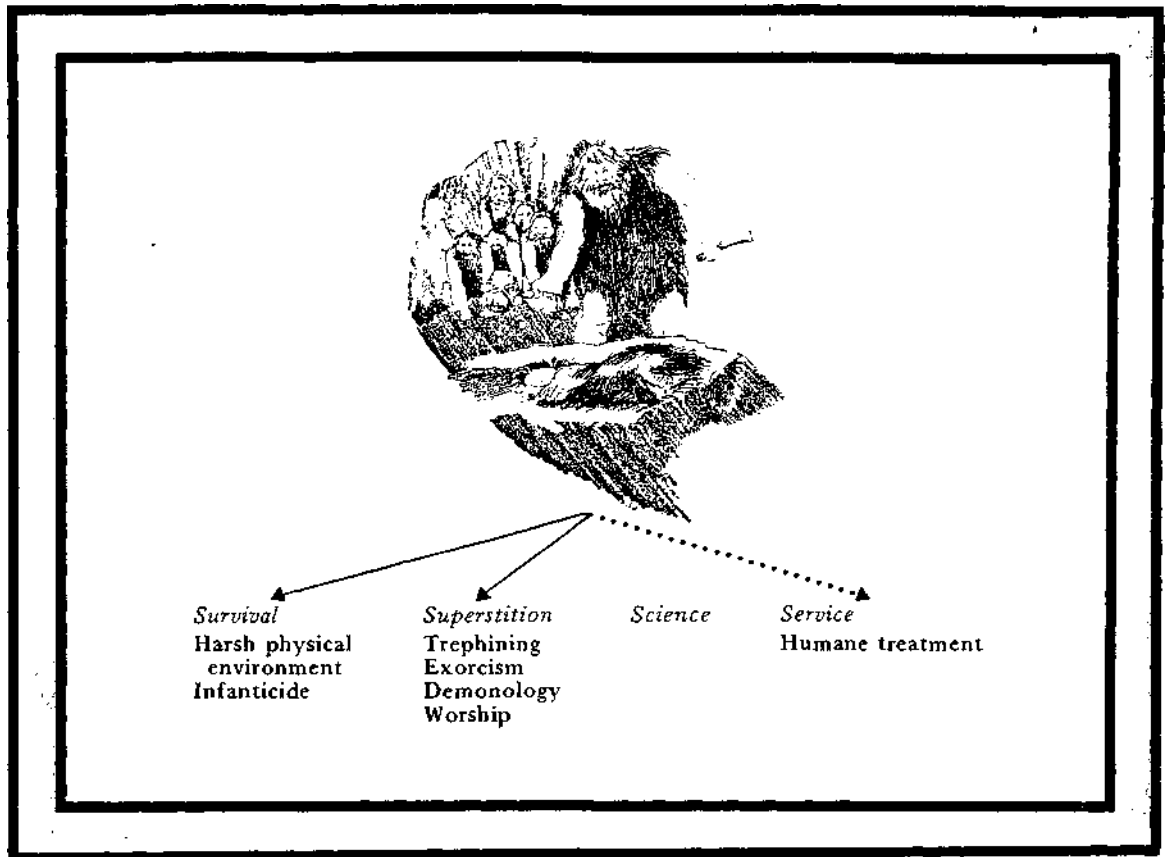 Survival
Harsh physical
environment
Infanticide
Superstition
Trephining
Exorcism
Demonology
Worship
Science
Service
Humane treatment